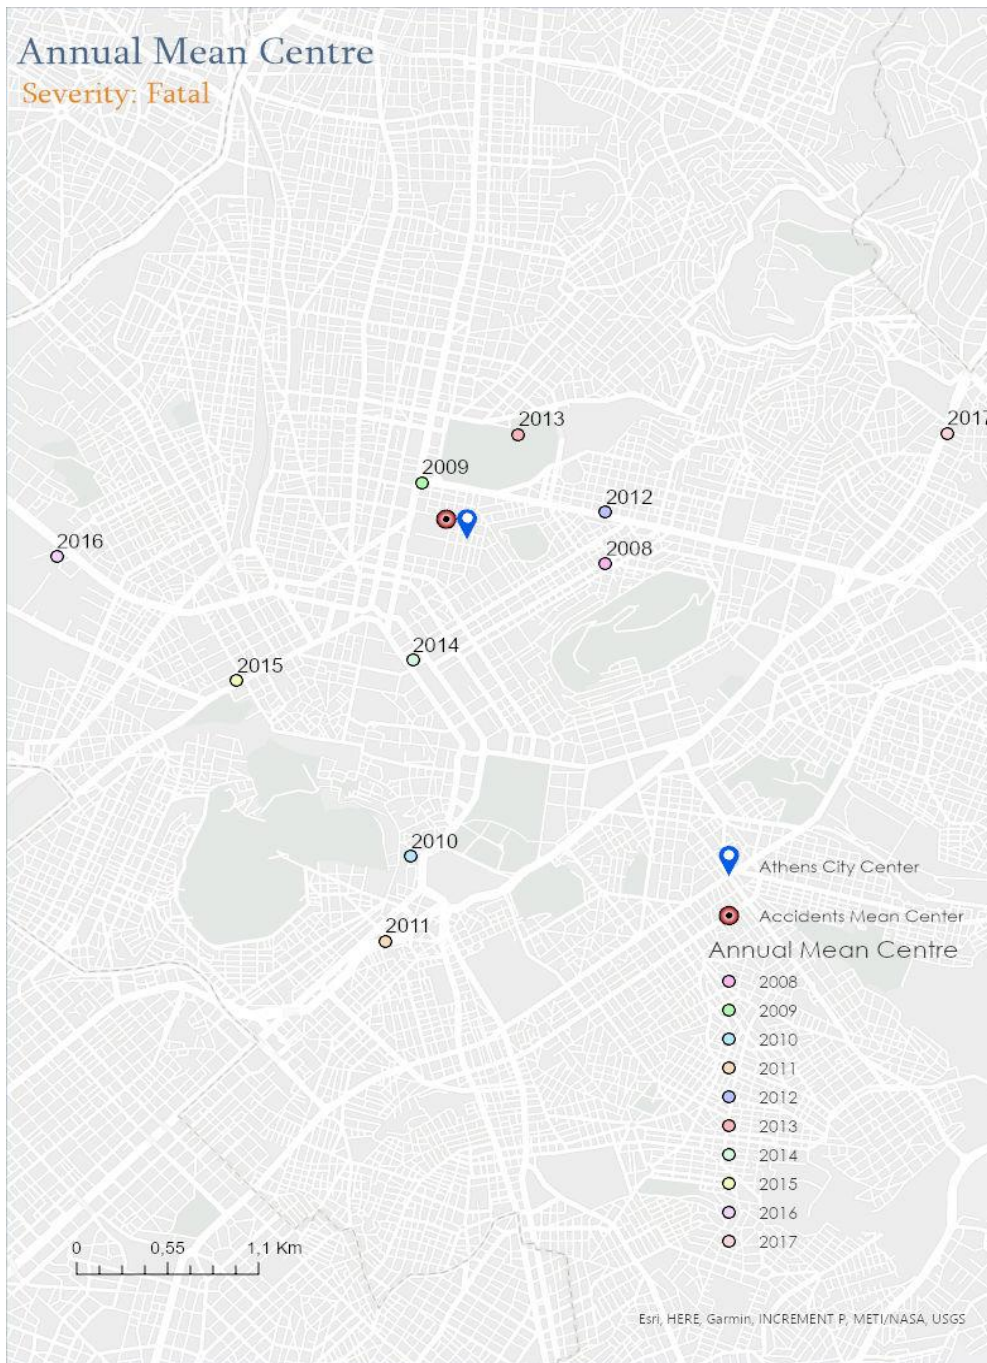 Annual Mean Centre
Severity: Fatal
2013
2017
2009
2012
2016
2008
2014
2015
2010
Athens City Center
2011
Accidents Mean Center
Annual Mean Centre
2008
2009
2010
2011
2012
2013
2014
2015
2016
2017
0 0,55 1,1 Km
Esri, HERE, Garmin, INCREMENT P, METI/NASA, USGS